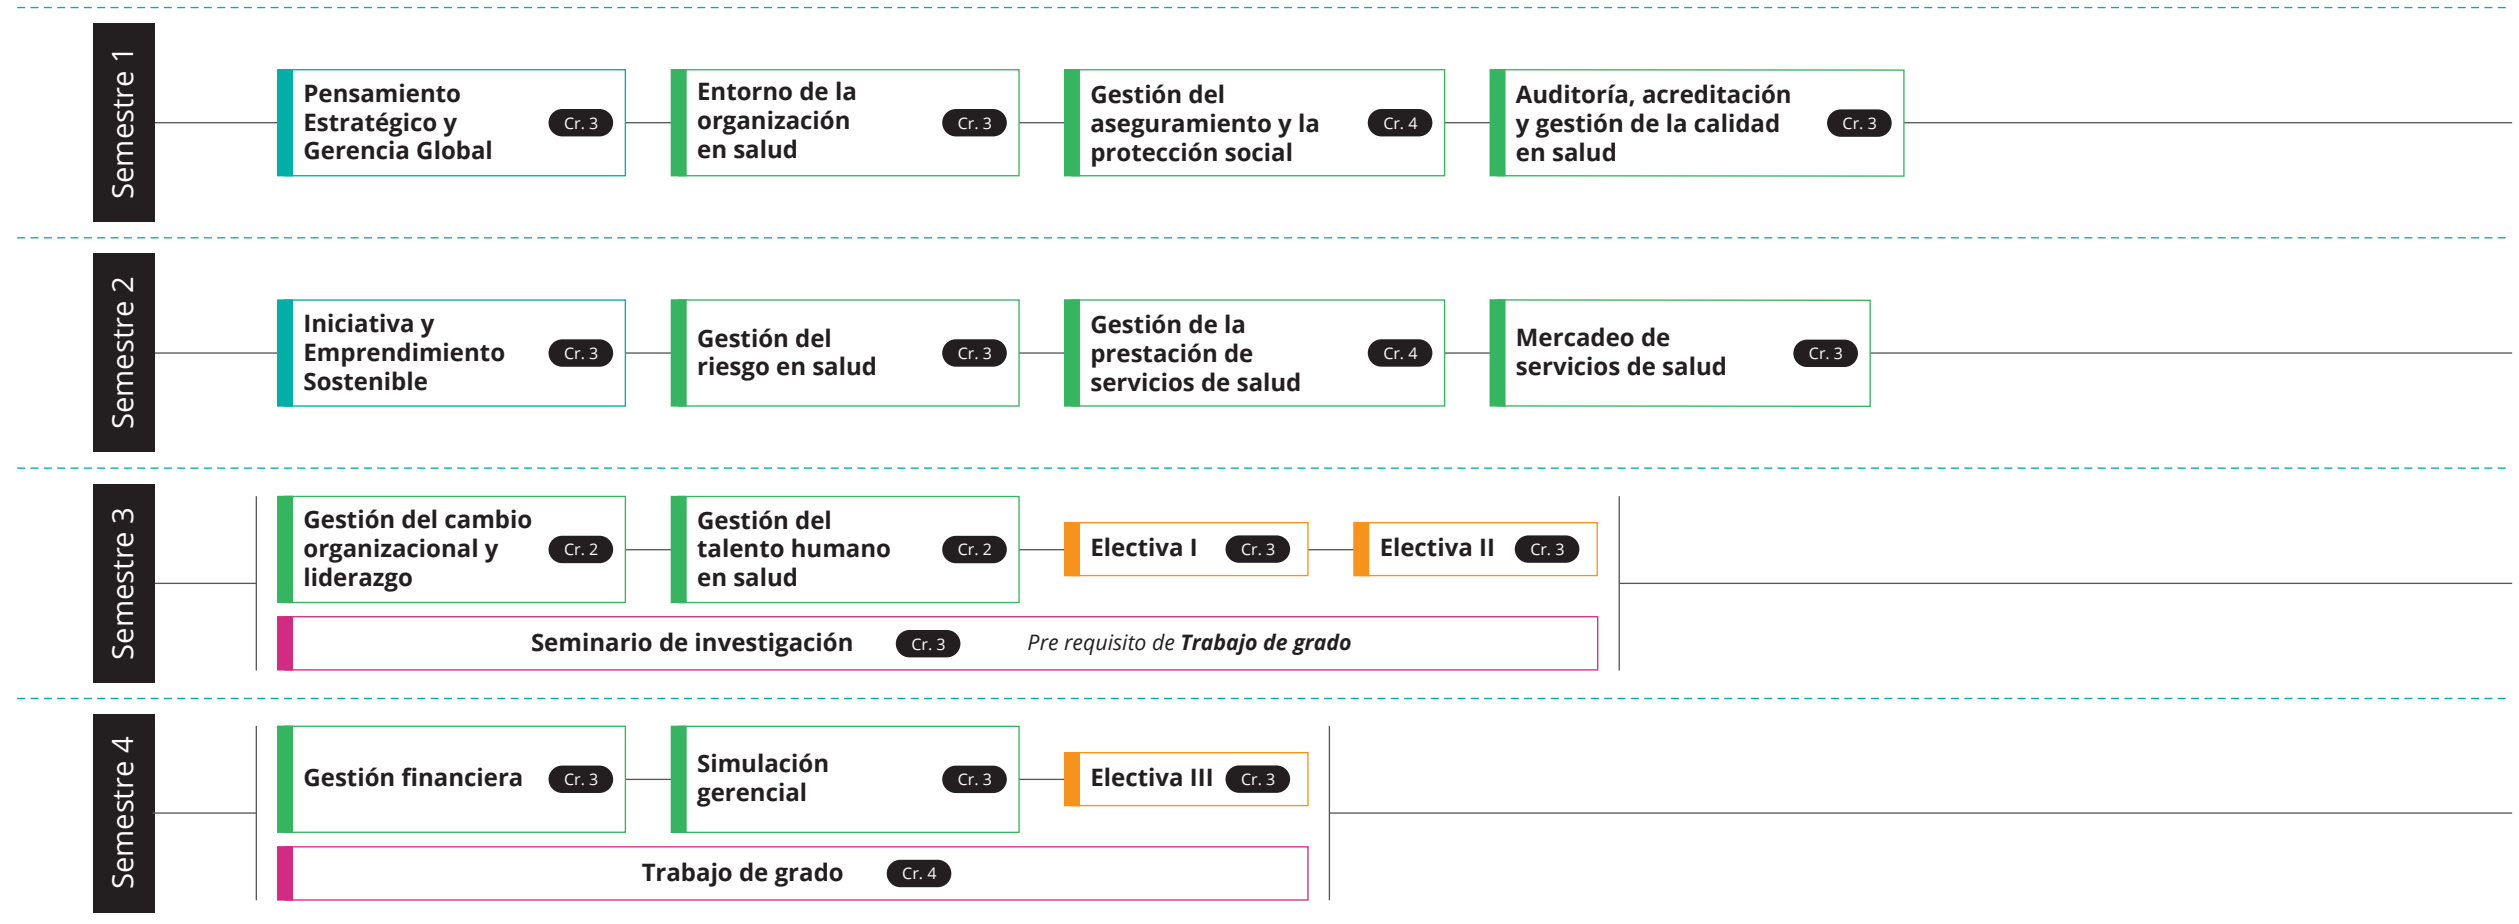 Semestre 1
Pensamiento
Estratégico y
Gerencia Global
Cr. 3
Entorno de la
organización
en salud
Cr. 3
Gestión del
aseguramiento y la
protección social
Cr. 4
Auditoría, acreditación
y gestión de la calidad
en salud
Cr. 3
Semestre 2
Iniciativa y
Emprendimiento
Sostenible
Cr. 3
Gestión del
riesgo en salud
Cr. 3
Gestión de la
prestación de
servicios de salud
Cr. 4
Mercadeo de
servicios de salud
Cr. 3
Semestre 3
Gestión del cambio
organizacional y
liderazgo
Cr. 2
Gestión del
talento humano
en salud
Cr. 2
Electiva I
Cr. 3
Electiva II
Cr. 3
Seminario de investigación
Cr. 3
Pre requisito de Trabajo de grado
Semestre 4
Gestión financiera
Cr. 3
Simulación
gerencial
Cr. 3
Electiva III
Cr. 3
Trabajo de grado
Cr. 4